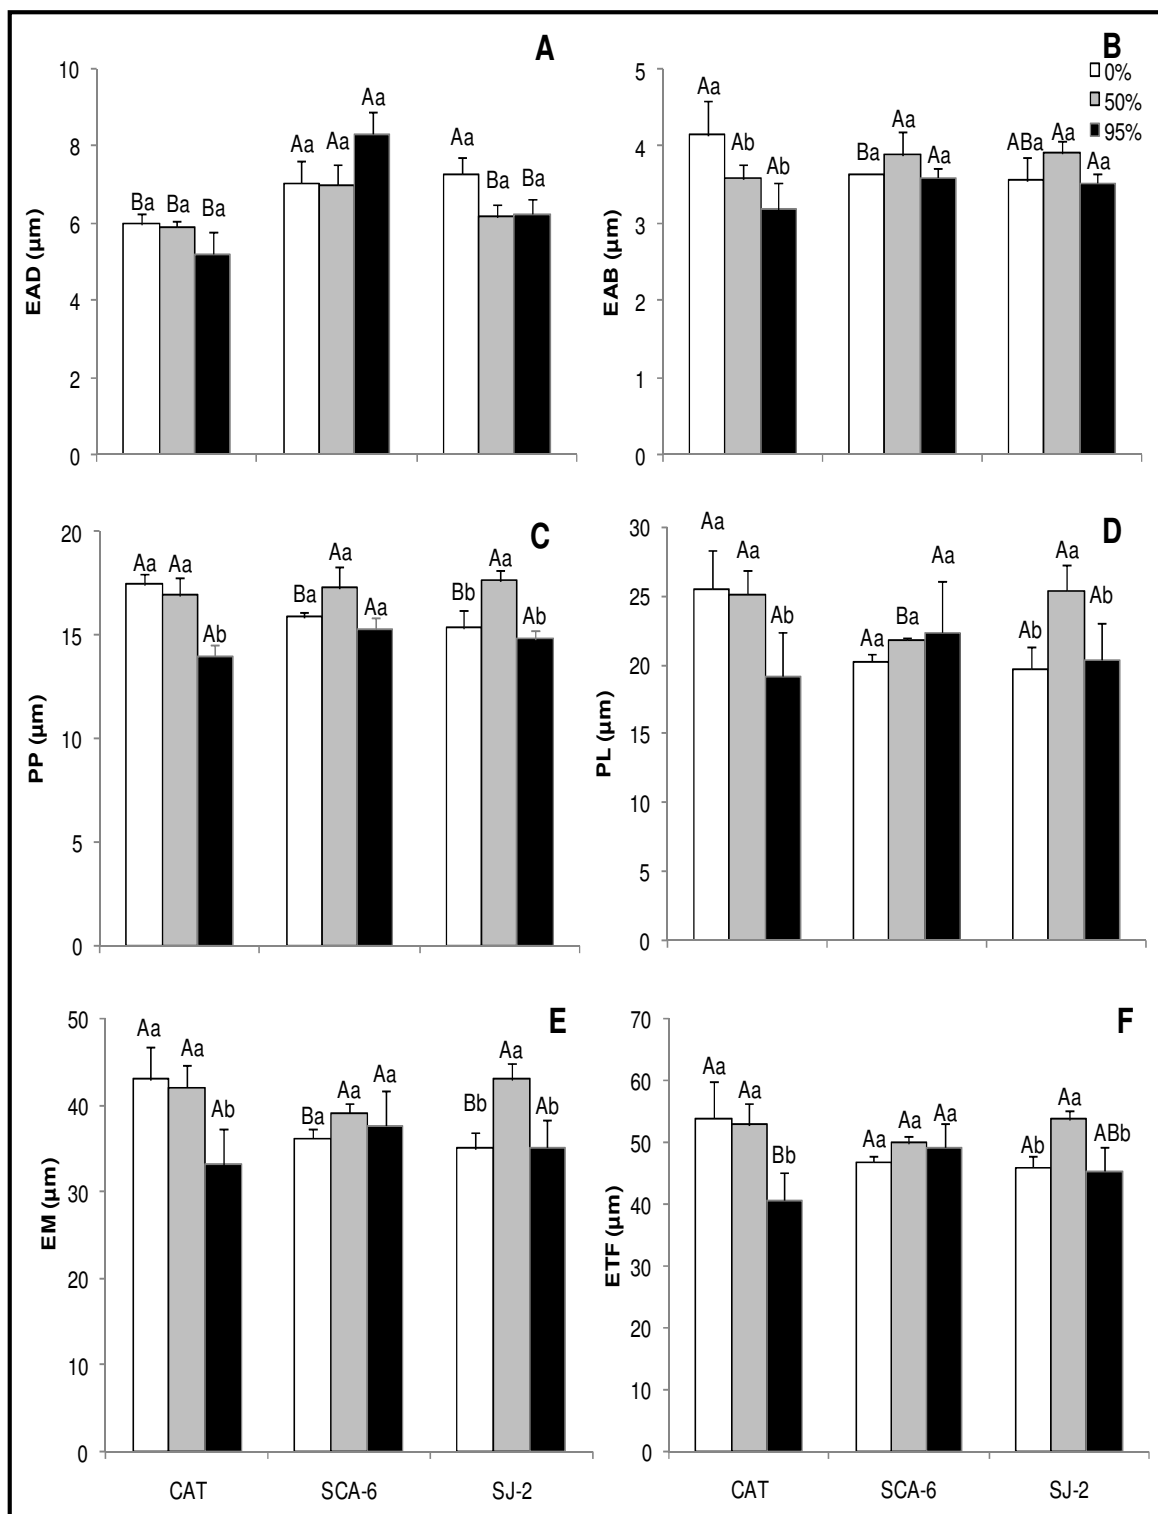 A
EAD (µm)
10
8
6
4
2
0
Ba Ba Ba
Aa Aa Aa
Aa Ba Ba
B
0%
50%
95%
EAB (µm)
5
4
3
2
1
0
Aa Ab Ab
Ba Aa Aa
ABa Aa Aa
C
PP (µm)
20
15
10
5
0
Aa Aa Ab
Ba Aa Aa
Bb Aa Ab
D
PL (µm)
30
25
20
15
10
5
0
Aa Aa Ab
Aa Ba Aa
Ab Aa Ab
E
EM (µm)
50
40
30
20
10
0
Aa Aa Ab
Ba Aa Aa
Bb Aa Ab
CAT SCA-6 SJ-2
F
ETF (µm)
70
60
50
40
30
20
10
0
Aa Aa Bb
Aa Aa Aa
Ab Aa ABb
CAT SCA-6 SJ-2